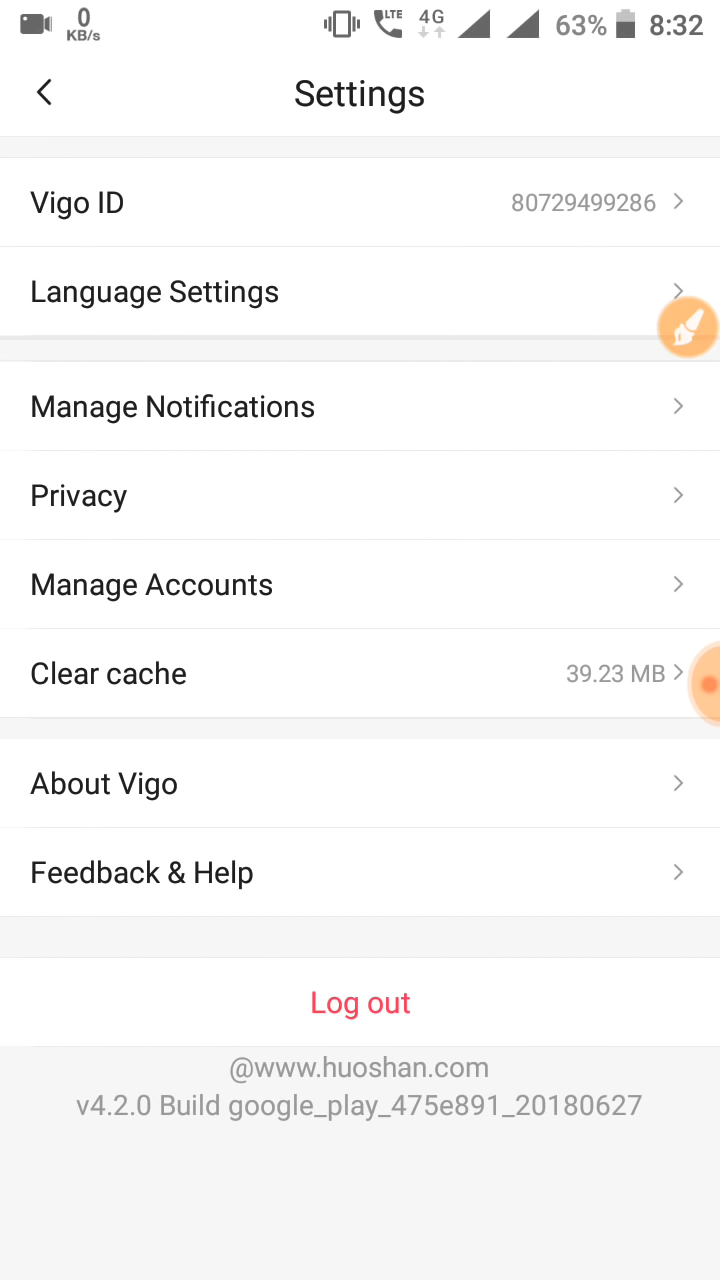 0
KB/s
LTE
4G
63%
8:32
Settings
Vigo ID
80729499286
Language Settings
Manage Notifications
Privacy
Manage Accounts
Clear cache
39.23 MB
About Vigo
Feedback & Help
Log out
@www.huoshan.com
v4.2.0 Build google_play_475e891_20180627